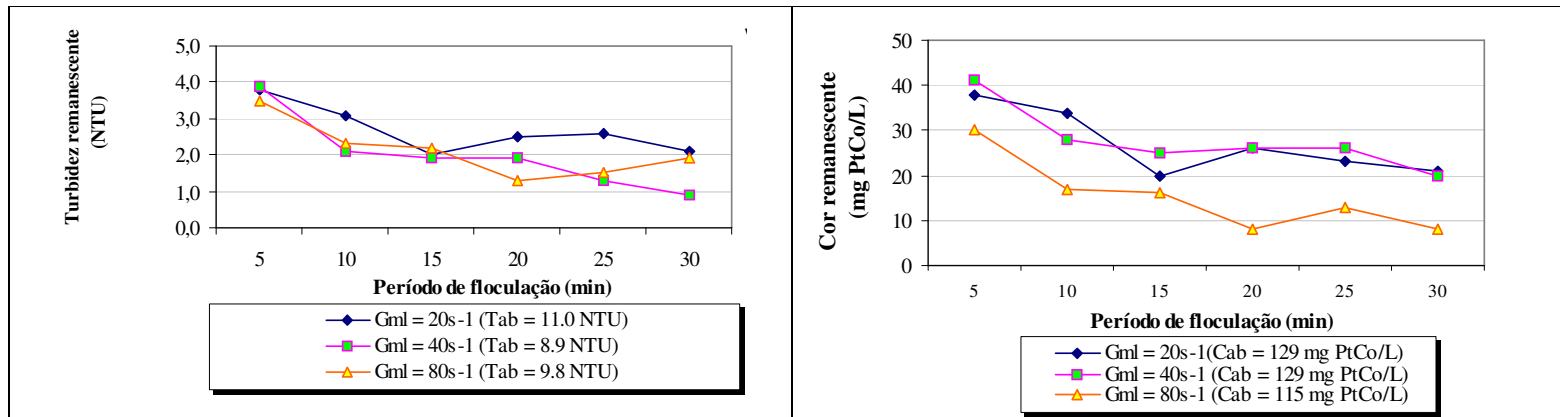 Turbidez remanescente
(NTU)
5,0
4,0
3,0
2,0
1,0
0,0
5 10 15 20 25 30
Período de floculação (min)
Gml = 20s-1 (Tab = 11.0 NTU)
Gml = 40s-1 (Tab = 8.9 NTU)
Gml = 80s-1 (Tab = 9.8 NTU)
Cor remanescente
(mg PtCo/L)
50
40
30
20
10
0
5 10 15 20 25 30
Período de floculação (min)
Gml = 20s-1(Cab = 129 mg PtCo/L)
Gml = 40s-1 (Cab = 129 mg PtCo/L)
Gml = 80s-1 (Cab = 115 mg PtCo/L)